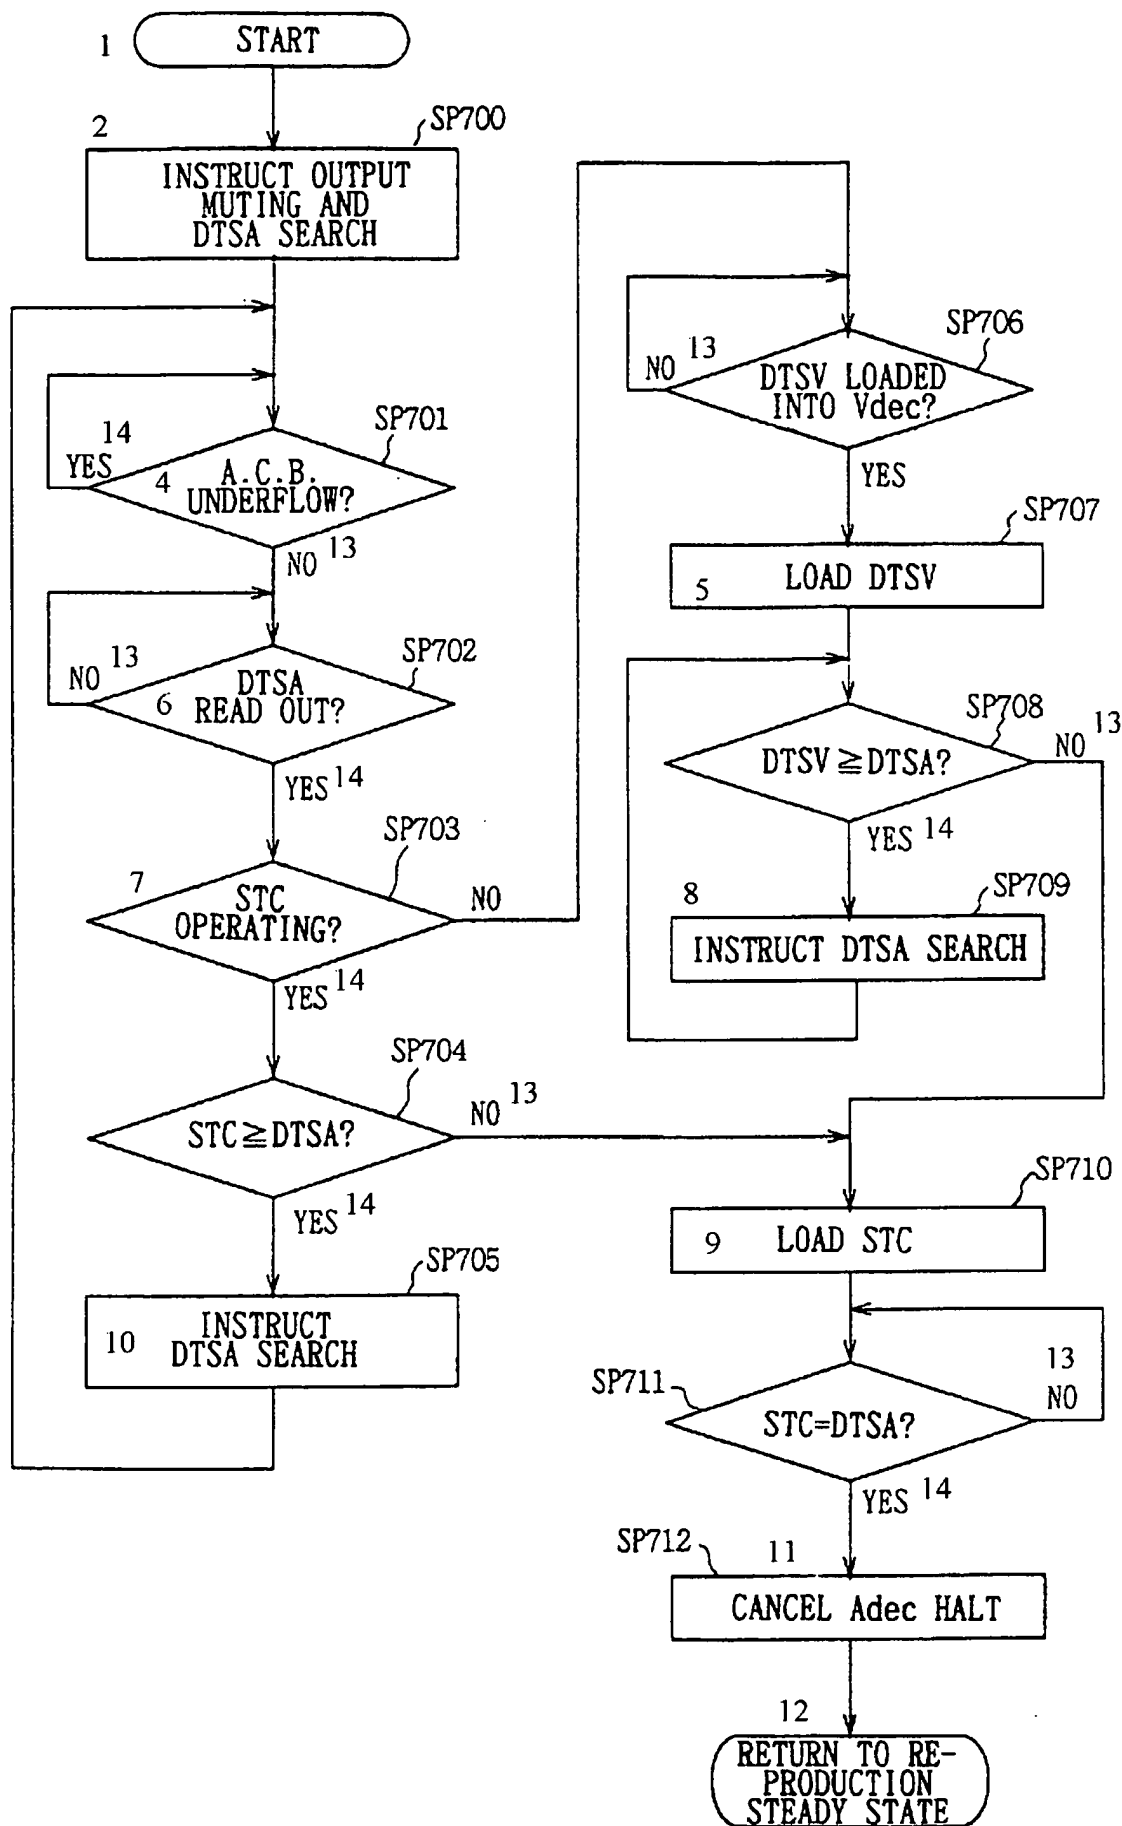 1
START
SP700
2
INSTRUCT OUTPUT
MUTING AND
DTSA SEARCH
SP701
14
YES
4
A.C.B.
UNDERFLOW?
NO 13
SP702
13
NO
6
DTSA
READ OUT?
YES 14
SP703
7
STC
OPERATING?
NO
YES 14
SP704
STC≧DTSA?
NO 13
YES 14
SP705
10
INSTRUCT
DTSA SEARCH
SP706
13
NO
DTSV LOADED
INTO Vdec?
YES
SP707
5
LOAD DTSV
SP708
DTSV≧DTSA?
NO 13
YES 14
SP709
8
INSTRUCT DTSA SEARCH
SP710
9
LOAD STC
SP711
STC=DTSA?
13
NO
YES 14
SP712
11
CANCEL Adec HALT
12
RETURN TO RE-
PRODUCTION
STEADY STATE